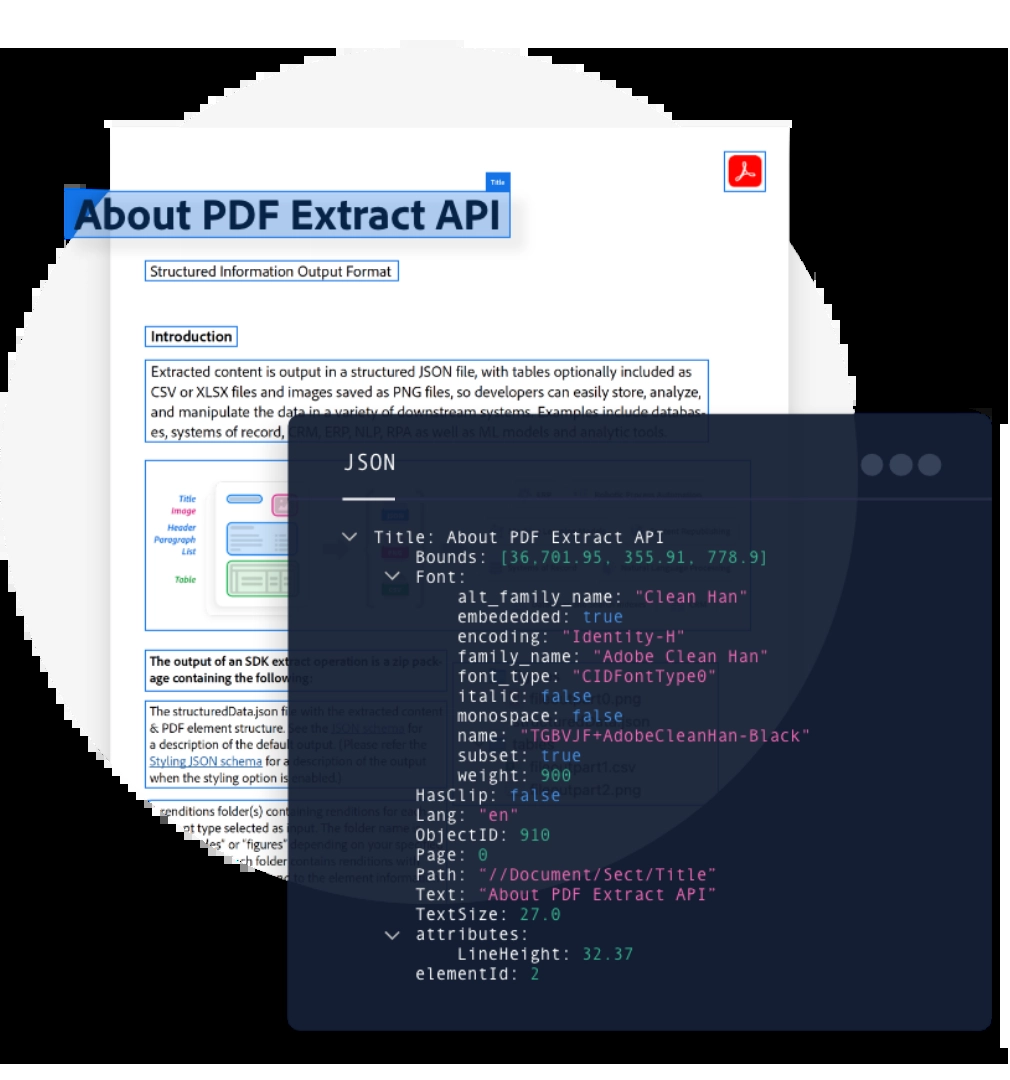 Title
About PDF Extract API
Structured Information Output Format
Introduction
Extracted content is output in a structured JSON file, with tables optionally included as
CSV or XLSX files and images saved as PNG files, so developers can easily store, analyze,
and manipulate the data in a variety of downstream systems. Examples include databas-
es, systems of record, CRM, ERP, NLP, RPA as well as ML models and analytic tools.
Title
Image
Header
Paragraph
List
Table
The output of an SDK extract operation is a zip pack-
age containing the following:
The structuredData.json file with the extracted content
& PDF element structure. See the JSON schema for
a description of the default output. (Please refer the
Styling JSON schema for a description of the output
when the styling option is enabled.)
renditions folder(s) containing renditions for
pt type selected as input. The folder name
or "figures" depending on your
ch folder contains renditions
to the element
JSON
Title: About PDF Extract API
Bounds: [36,701.95, 355.91, 778.9]
Font:
alt_family_name: "Clean Han"
embededded: true
encoding: "Identity-H"
family_name: "Adobe Clean Han"
font_type: "CIDFontType0"
italic: false
monospace: false
name: "TGBVJF+AdobeCleanHan-Black"
subset: true
weight: 900
HasClip: false
Lang: "en"
ObjectID: 910
Page: 0
Path: "//Document/Sect/Title"
Text: "About PDF Extract API"
TextSize: 27.0
attributes:
LineHeight: 32.37
elementId: 2